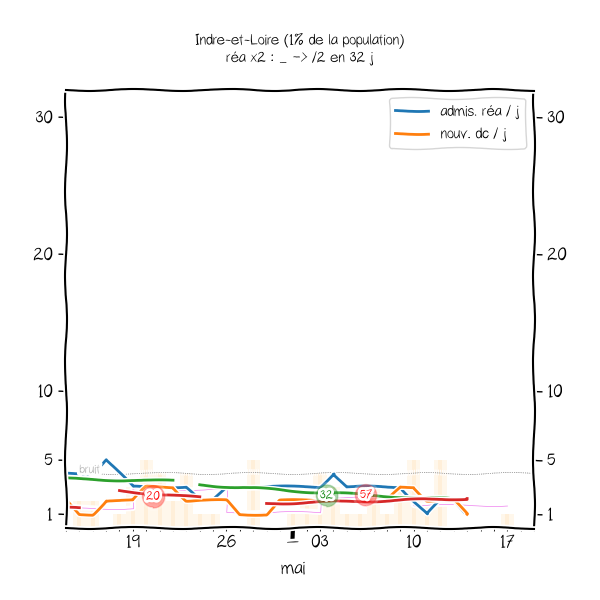 Indre-et-Loire (1% de la population)
réa x2 : _ -> /2 en 32 j
admis. réa / j
nouv. dc / j
30 30
20 20
10 10
5 5
1 1
bruit
20 32 57
19 26 1 03 10 17
mai